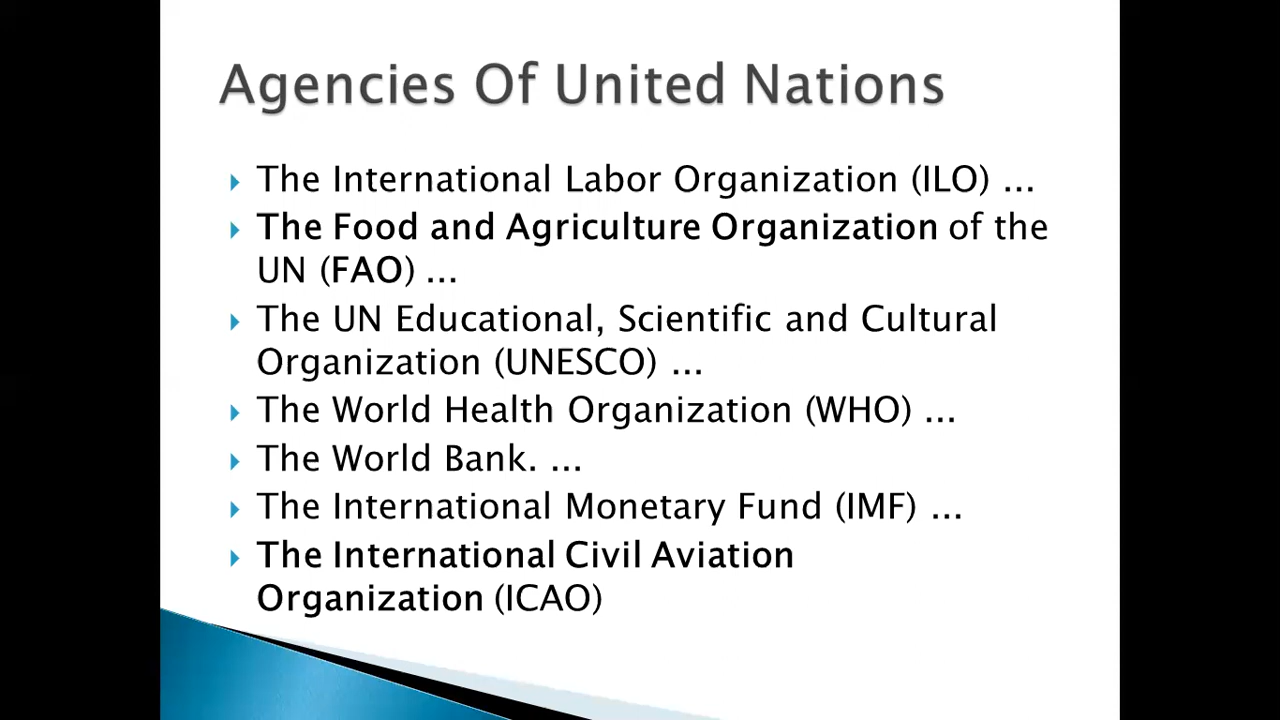 Agencies Of United Nations
The International Labor Organization (ILO) ...
The Food and Agriculture Organization of the
UN (FAO) ...
The UN Educational, Scientific and Cultural
Organization (UNESCO) ...
The World Health Organization (WHO) ...
The World Bank. ...
The International Monetary Fund (IMF) ...
The International Civil Aviation
Organization (ICAO)